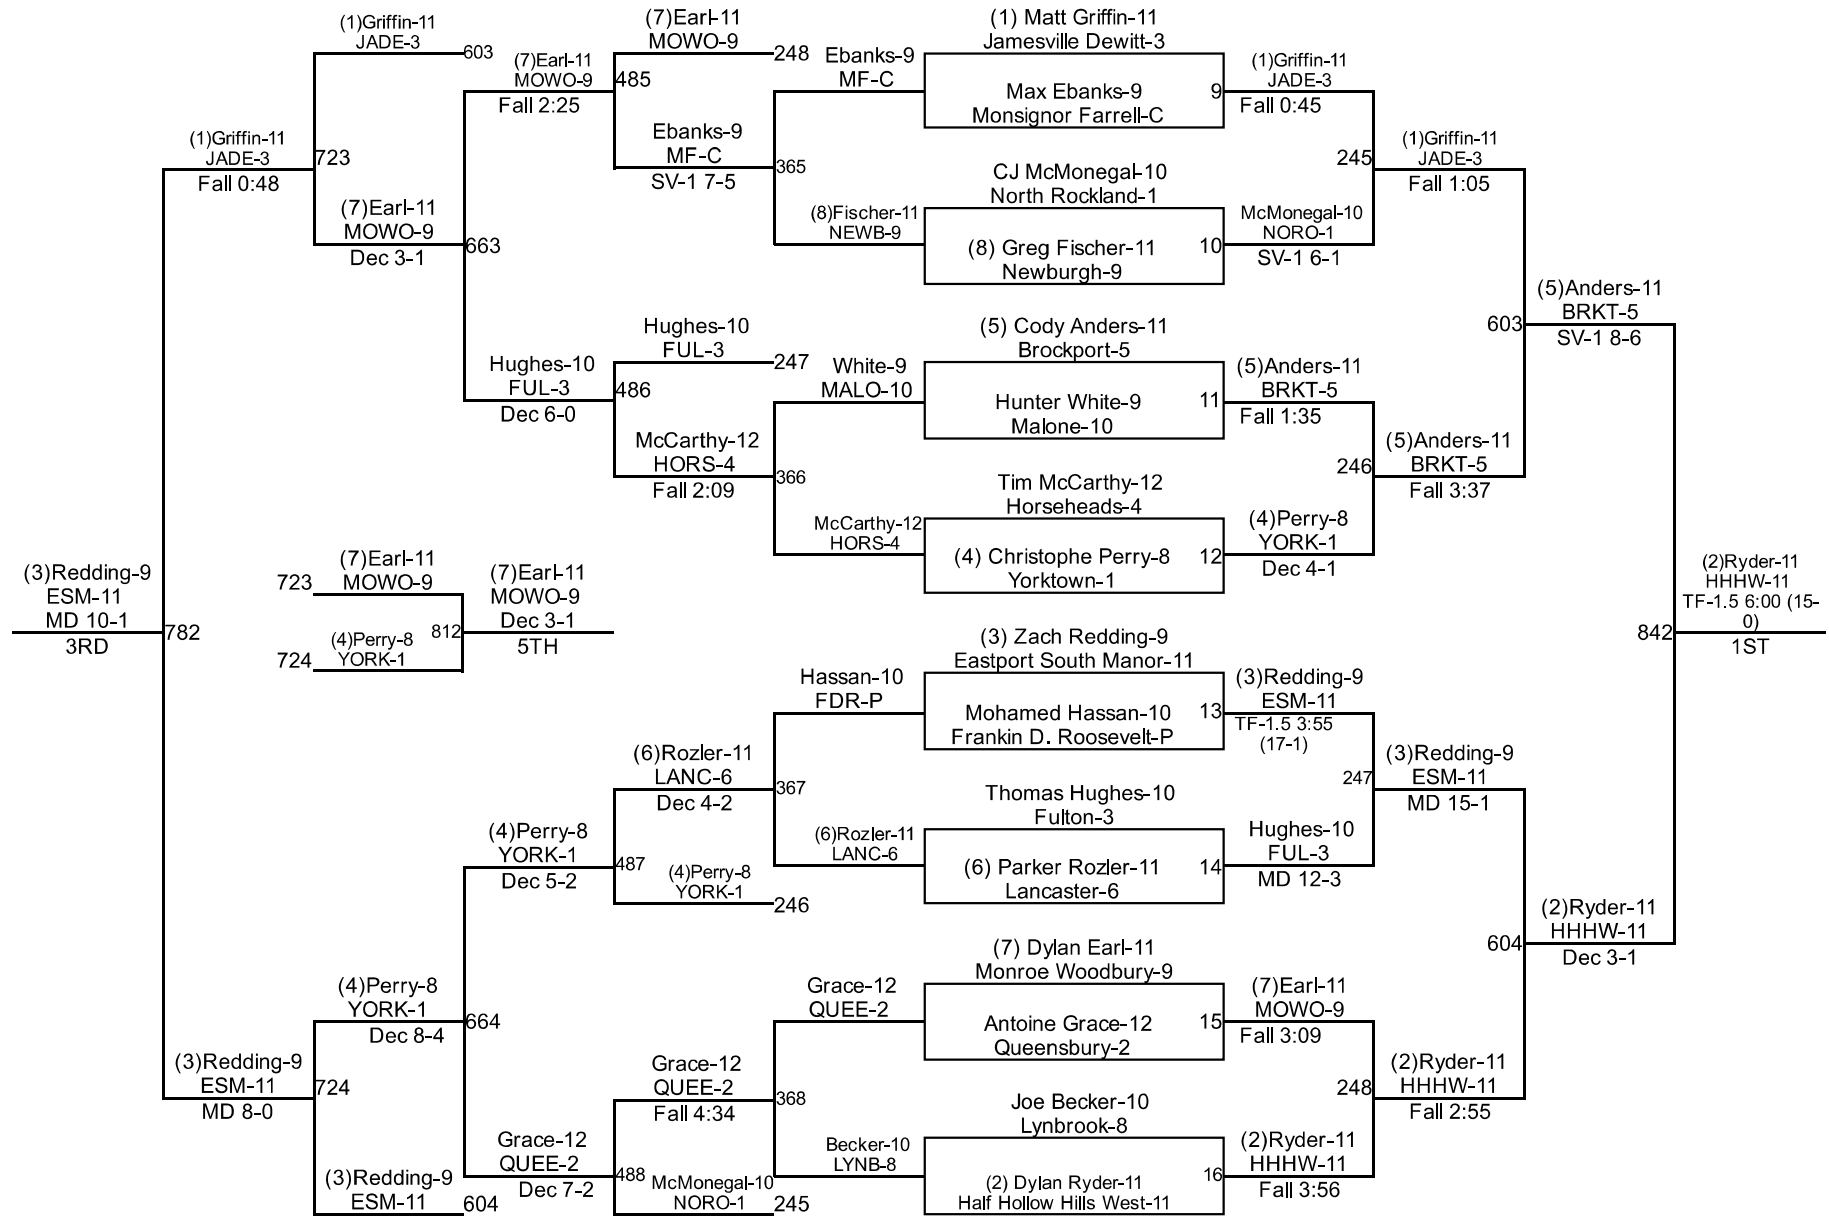 (1)Griffin-11
JADE-3
603
(7)Earl-11
MOWO-9
Fall 2:25
(7)Earl-11
MOWO-9
248
485
Ebanks-9
MF-C
SV-1 7-5
Ebanks-9
MF-C
365
(8)Fischer-11
NEWB-9
(1) Matt Griffin-11
Jamesville Dewitt-3
Max Ebanks-9
Monsignor Farrell-C
9
(1)Griffin-11
JADE-3
Fall 0:45
CJ McMonegal-10
North Rockland-1
(8) Greg Fischer-11
Newburgh-9
10
McMonegal-10
NORO-1
SV-1 6-1
245
(1)Griffin-11
JADE-3
Fall 1:05
(1)Griffin-11
JADE-3
Fall 0:48
723
(7)Earl-11
MOWO-9
Dec 3-1
663
Hughes-10
FUL-3
Dec 6-0
Hughes-10
FUL-3
247
486
McCarthy-12
HORS-4
Fall 2:09
White-9
MALO-10
366
McCarthy-12
HORS-4
(5) Cody Anders-11
Brockport-5
Hunter White-9
Malone-10
11
(5)Anders-11
BRKT-5
Fall 1:35
Tim McCarthy-12
Horseheads-4
(4) Christophe Perry-8
Yorktown-1
12
(4)Perry-8
YORK-1
Dec 4-1
246
(5)Anders-11
BRKT-5
Fall 3:37
603
(5)Anders-11
BRKT-5
SV-1 8-6
(3)Redding-9
ESM-11
MD 10-1
3RD
782
723
(7)Earl-11
MOWO-9
724
(4)Perry-8
YORK-1
812
(7)Earl-11
MOWO-9
Dec 3-1
5TH
842
(2)Ryder-11
HHHW-11
TF-1.5 6:00 (15-
0)
1ST
Hassan-10
FDR-P
(3) Zach Redding-9
Eastport South Manor-11
Mohamed Hassan-10
Frankin D. Roosevelt-P
13
(3)Redding-9
ESM-11
TF-1.5 3:55
(17-1)
(6)Rozler-11
LANC-6
Dec 4-2
367
(6)Rozler-11
LANC-6
Thomas Hughes-10
Fulton-3
(6) Parker Rozler-11
Lancaster-6
14
Hughes-10
FUL-3
MD 12-3
247
(3)Redding-9
ESM-11
MD 15-1
(4)Perry-8
YORK-1
Dec 5-2
487
(4)Perry-8
YORK-1
246
(4)Perry-8
YORK-1
Dec 8-4
664
Grace-12
QUEE-2
(7) Dylan Earl-11
Monroe Woodbury-9
Antoine Grace-12
Queensbury-2
15
(7)Earl-11
MOWO-9
Fall 3:09
604
(2)Ryder-11
HHHW-11
Dec 3-1
(3)Redding-9
ESM-11
MD 8-0
724
Grace-12
QUEE-2
Fall 4:34
368
Becker-10
LYNB-8
Joe Becker-10
Lynbrook-8
(2) Dylan Ryder-11
Half Hollow Hills West-11
16
(2)Ryder-11
HHHW-11
Fall 3:56
248
(2)Ryder-11
HHHW-11
Fall 2:55
(3)Redding-9
ESM-11
604
Grace-12
QUEE-2
Dec 7-2
488
McMonegal-10
NORO-1
245